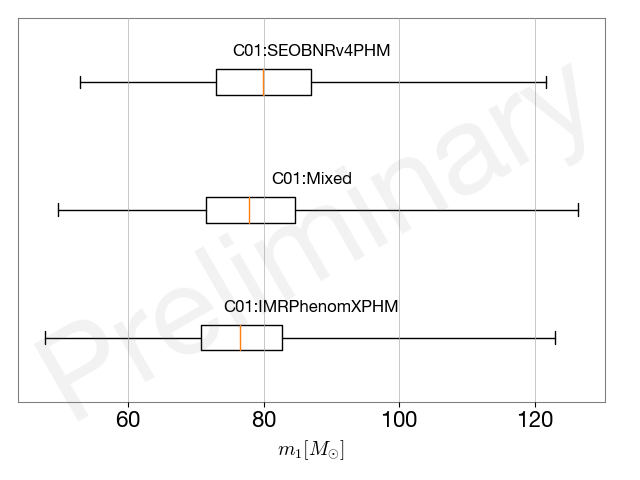 C01:SEOBNRv4PHM
C01:Mixed
C01:IMRPhenomXPHM
Preliminary
60 80 100 120
m₁[M☉]